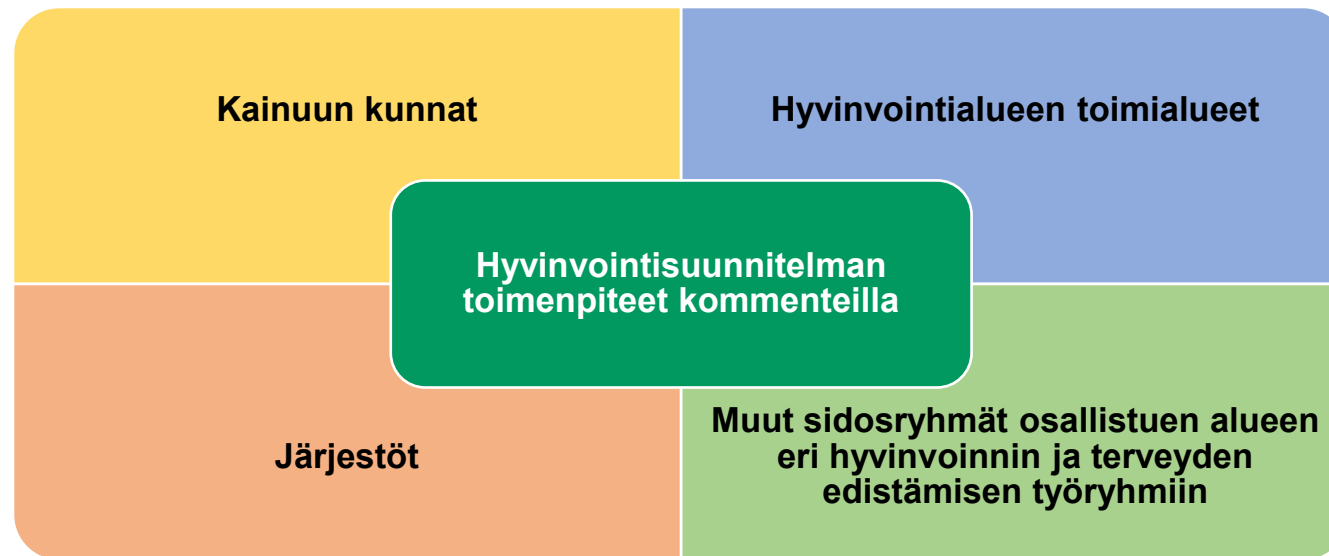 Kainuun kunnat
Hyvinvointialueen toimialueet
Hyvinvointisuunnitelman
toimenpiteet kommenteilla
Järjestöt
Muut sidosryhmät osallistuen alueen
eri hyvinvoinnin ja terveyden
edistämisen työryhmiin